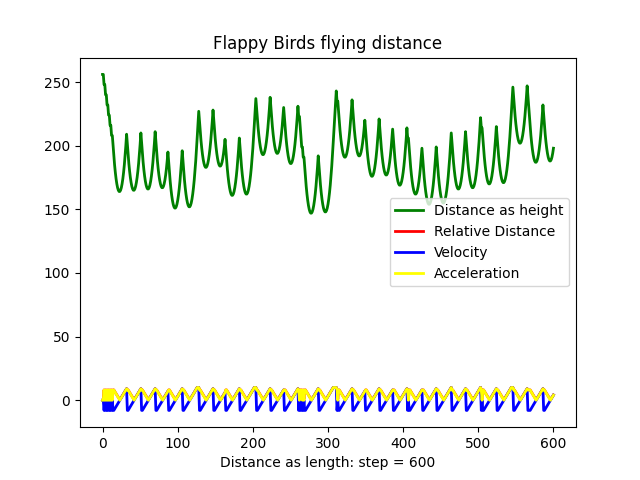 Flappy Birds flying distance
250
200
150
100
50
0
Distance as height
Relative Distance
Velocity
Acceleration
0 100 200 300 400 500 600
Distance as length: step = 600